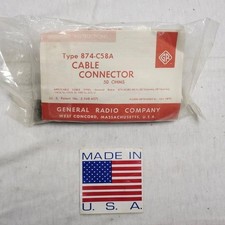 Type 874-C58A
CABLE
CONNECTOR
50 OHMS
GENERAL RADIO COMPANY
WEST CONCORD, MASSACHUSETTS, U.S.A.
MADE IN
U. S. A.